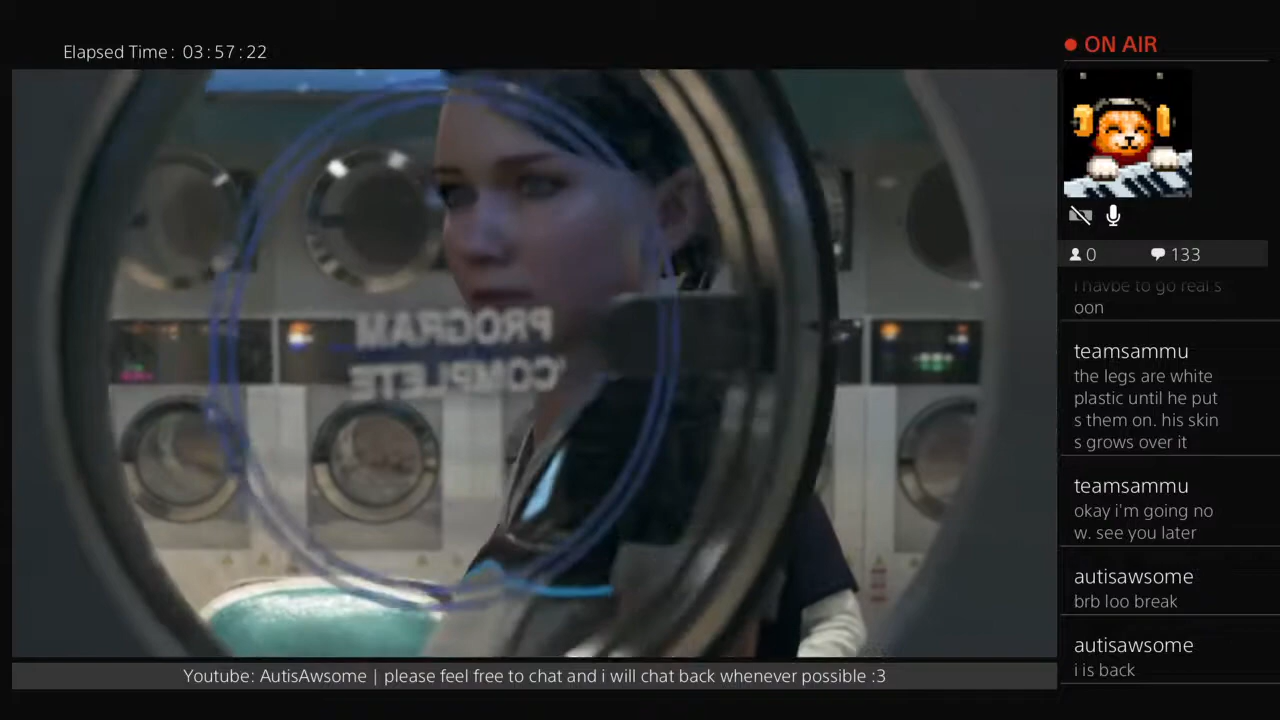 Elapsed Time: 03:57:22
ON AIR
PROGRAM
COMPLETE
0 133
i havbe to go real s
oon
teamsammu
the legs are white
plastic until he put
s them on. his skin
s grows over it
teamsammu
okay i'm going no
w. see you later
autisawsome
brb loo break
autisawsome
i is back
Youtube: AutisAwsome | please feel free to chat and i will chat back whenever possible :3